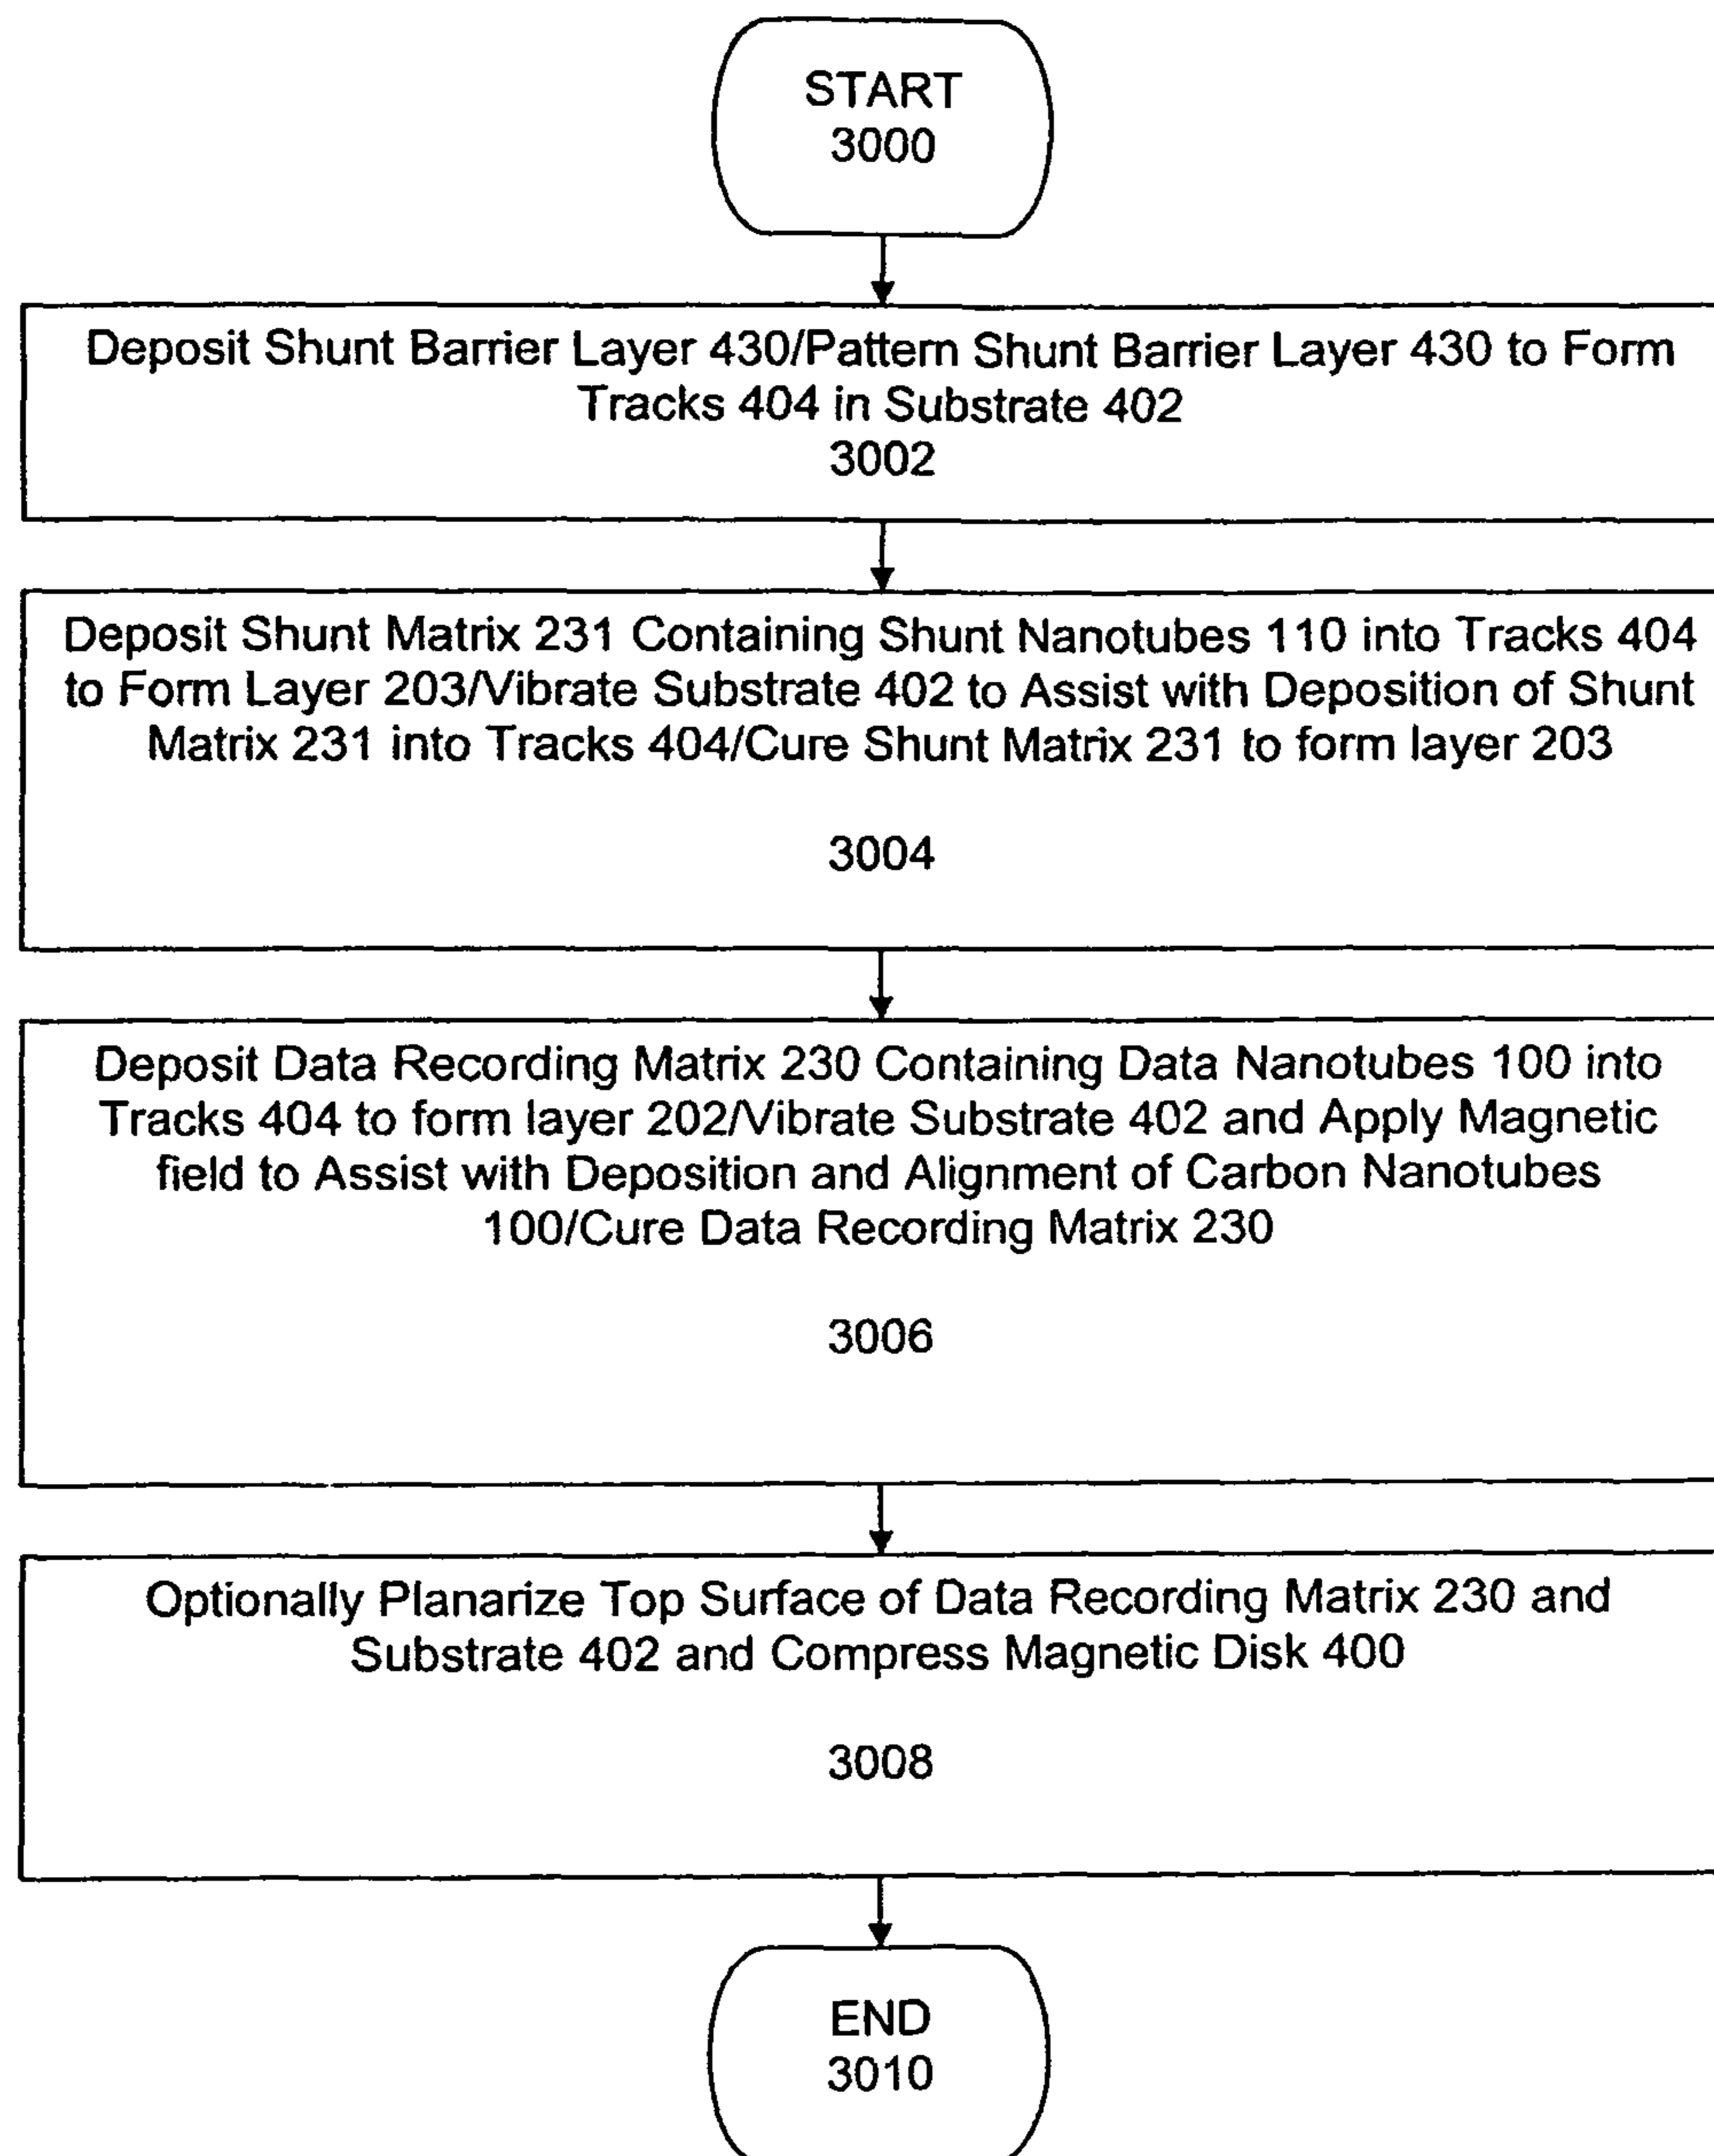 START
3000
Deposit Shunt Barrier Layer 430/Pattern Shunt Barrier Layer 430 to Form
Tracks 404 in Substrate 402
3002
Deposit Shunt Matrix 231 Containing Shunt Nanotubes 110 into Tracks 404
to Form Layer 203/Vibrate Substrate 402 to Assist with Deposition of Shunt
Matrix 231 into Tracks 404/Cure Shunt Matrix 231 to form layer 203
3004
Deposit Data Recording Matrix 230 Containing Data Nanotubes 100 into
Tracks 404 to form layer 202/Vibrate Substrate 402 and Apply Magnetic
field to Assist with Deposition and Alignment of Carbon Nanotubes
100/Cure Data Recording Matrix 230
3006
Optionally Planarize Top Surface of Data Recording Matrix 230 and
Substrate 402 and Compress Magnetic Disk 400
3008
END
3010